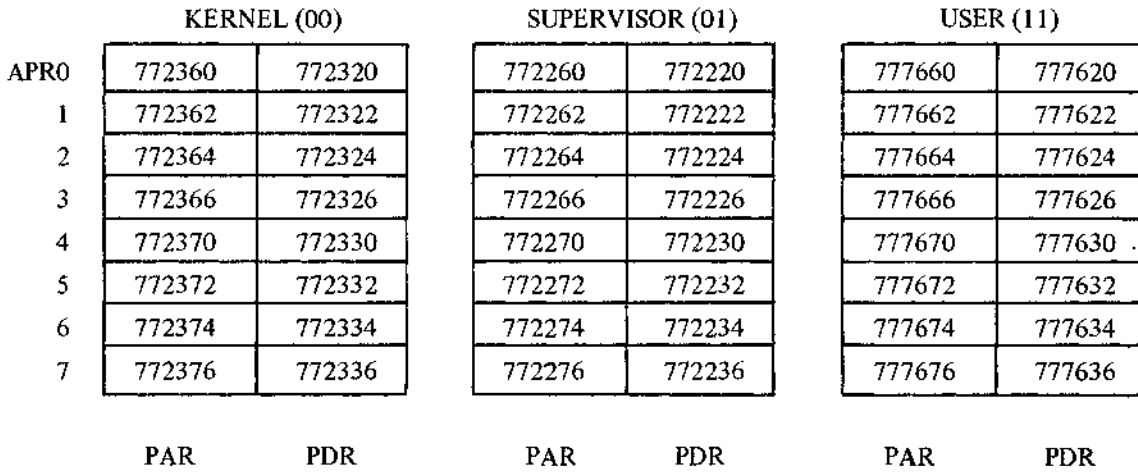 KERNEL (00) SUPERVISOR (01) USER (11)
APR0 772360 772320 772260 772220 777660 777620
1 772362 772322 772262 772222 777662 777622
2 772364 772324 772264 772224 777664 777624
3 772366 772326 772266 772226 777666 777626
4 772370 772330 772270 772230 777670 777630
5 772372 772332 772272 772232 777672 777632
6 772374 772334 772274 772234 777674 777634
7 772376 772336 772276 772236 777676 777636
PAR PDR PAR PDR PAR PDR